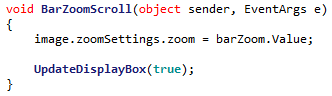 void BarZoomScroll(object sender, EventArgs e)
{
    image.zoomSettings.zoom = barZoom.Value;

    UpdateDisplayBox(true);
}